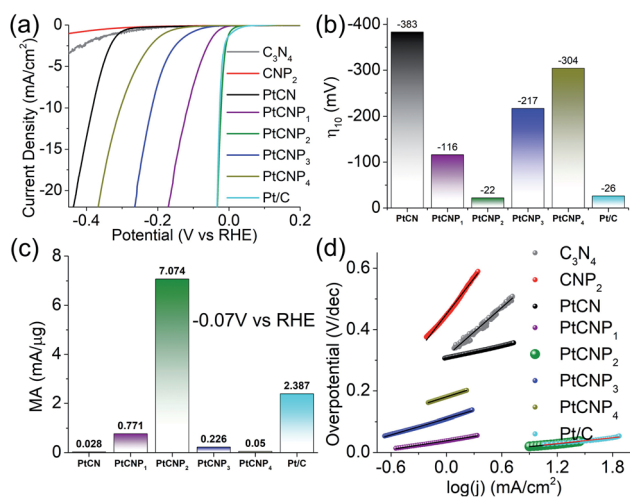 (a)
Current Density (mA/cm²)
0
-5
-10
-15
-20
-0.4
-0.2
0.0
0.2
Potential (V vs RHE)
C₃N₄
CNP₂
PtCN
PtCNP₁
PtCNP₂
PtCNP₃
PtCNP₄
Pt/C
(b)
η₁₀ (mV)
-400
-300
-200
-100
0
-383
-116
-22
-217
-304
-26
PtCN
PtCNP₁
PtCNP₂
PtCNP₃
PtCNP₄
Pt/C
(c)
MA (mA/μg)
8
6
4
2
0
0.028
0.771
7.074
0.226
0.05
2.387
-0.07V vs RHE
PtCN
PtCNP₁
PtCNP₂
PtCNP₃
PtCNP₄
Pt/C
(d)
Overpotential (V/dec)
0.6
0.4
0.2
0.0
-0.6
0.0
0.6
1.2
1.8
log(j) (mA/cm²)
C₃N₄
CNP₂
PtCN
PtCNP₁
PtCNP₂
PtCNP₃
PtCNP₄
Pt/C